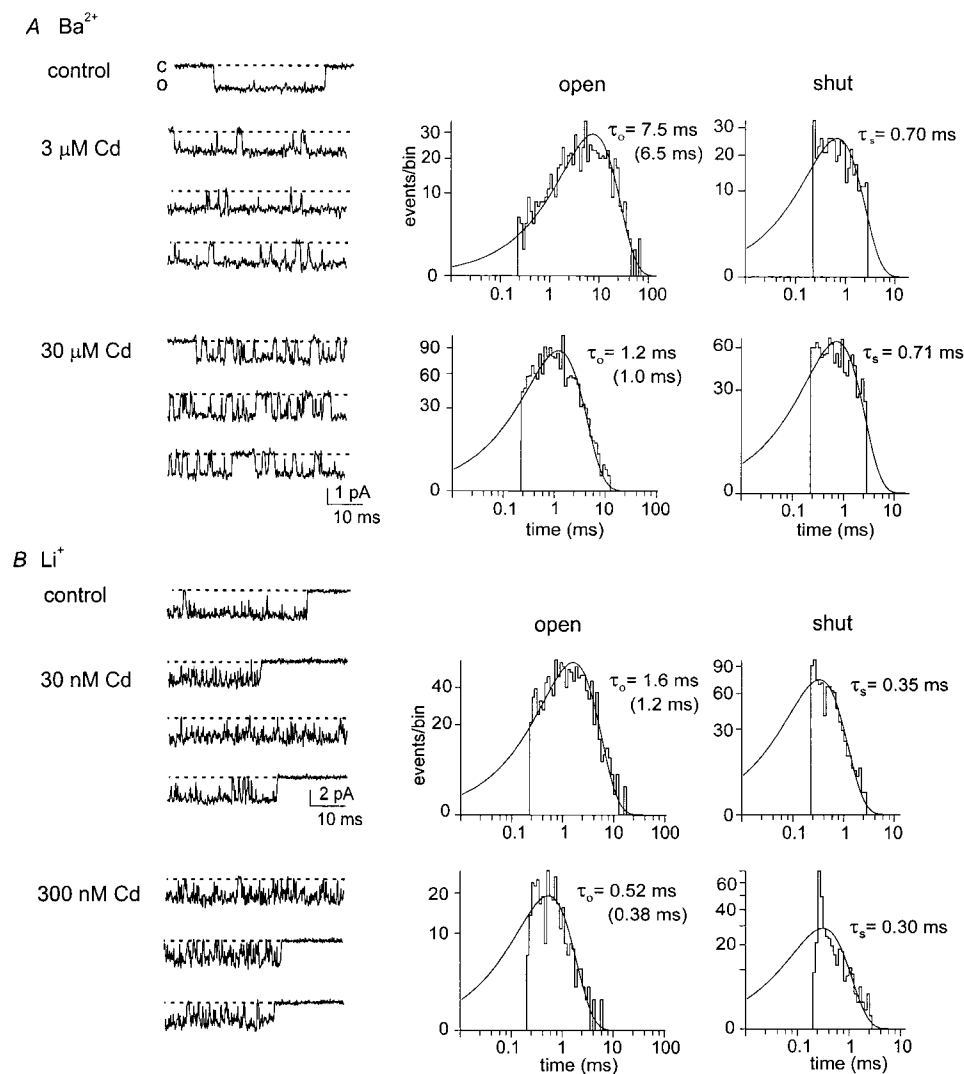 A Ba²⁺
control
c
o
open
shut
3 µM Cd
events/bin
30
20
10
0
τₒ= 7.5 ms
(6.5 ms)
0.1 1 10 100
30
20
10
0
τₛ= 0.70 ms
0.1 1 10
30 µM Cd
90
60
30
0
τₒ= 1.2 ms
(1.0 ms)
0.1 1 10 100
time (ms)
60
30
0
τₛ= 0.71 ms
0.1 1 10
time (ms)
1 pA
10 ms
B Li⁺
control
open
shut
30 nM Cd
events/bin
40
20
0
τₒ= 1.6 ms
(1.2 ms)
0.1 1 10 100
90
60
30
0
τₛ= 0.35 ms
0.1 1 10
2 pA
10 ms
300 nM Cd
20
10
0
τₒ= 0.52 ms
(0.38 ms)
0.1 1 10 100
time (ms)
60
40
20
0
τₛ= 0.30 ms
0.1 1 10
time (ms)